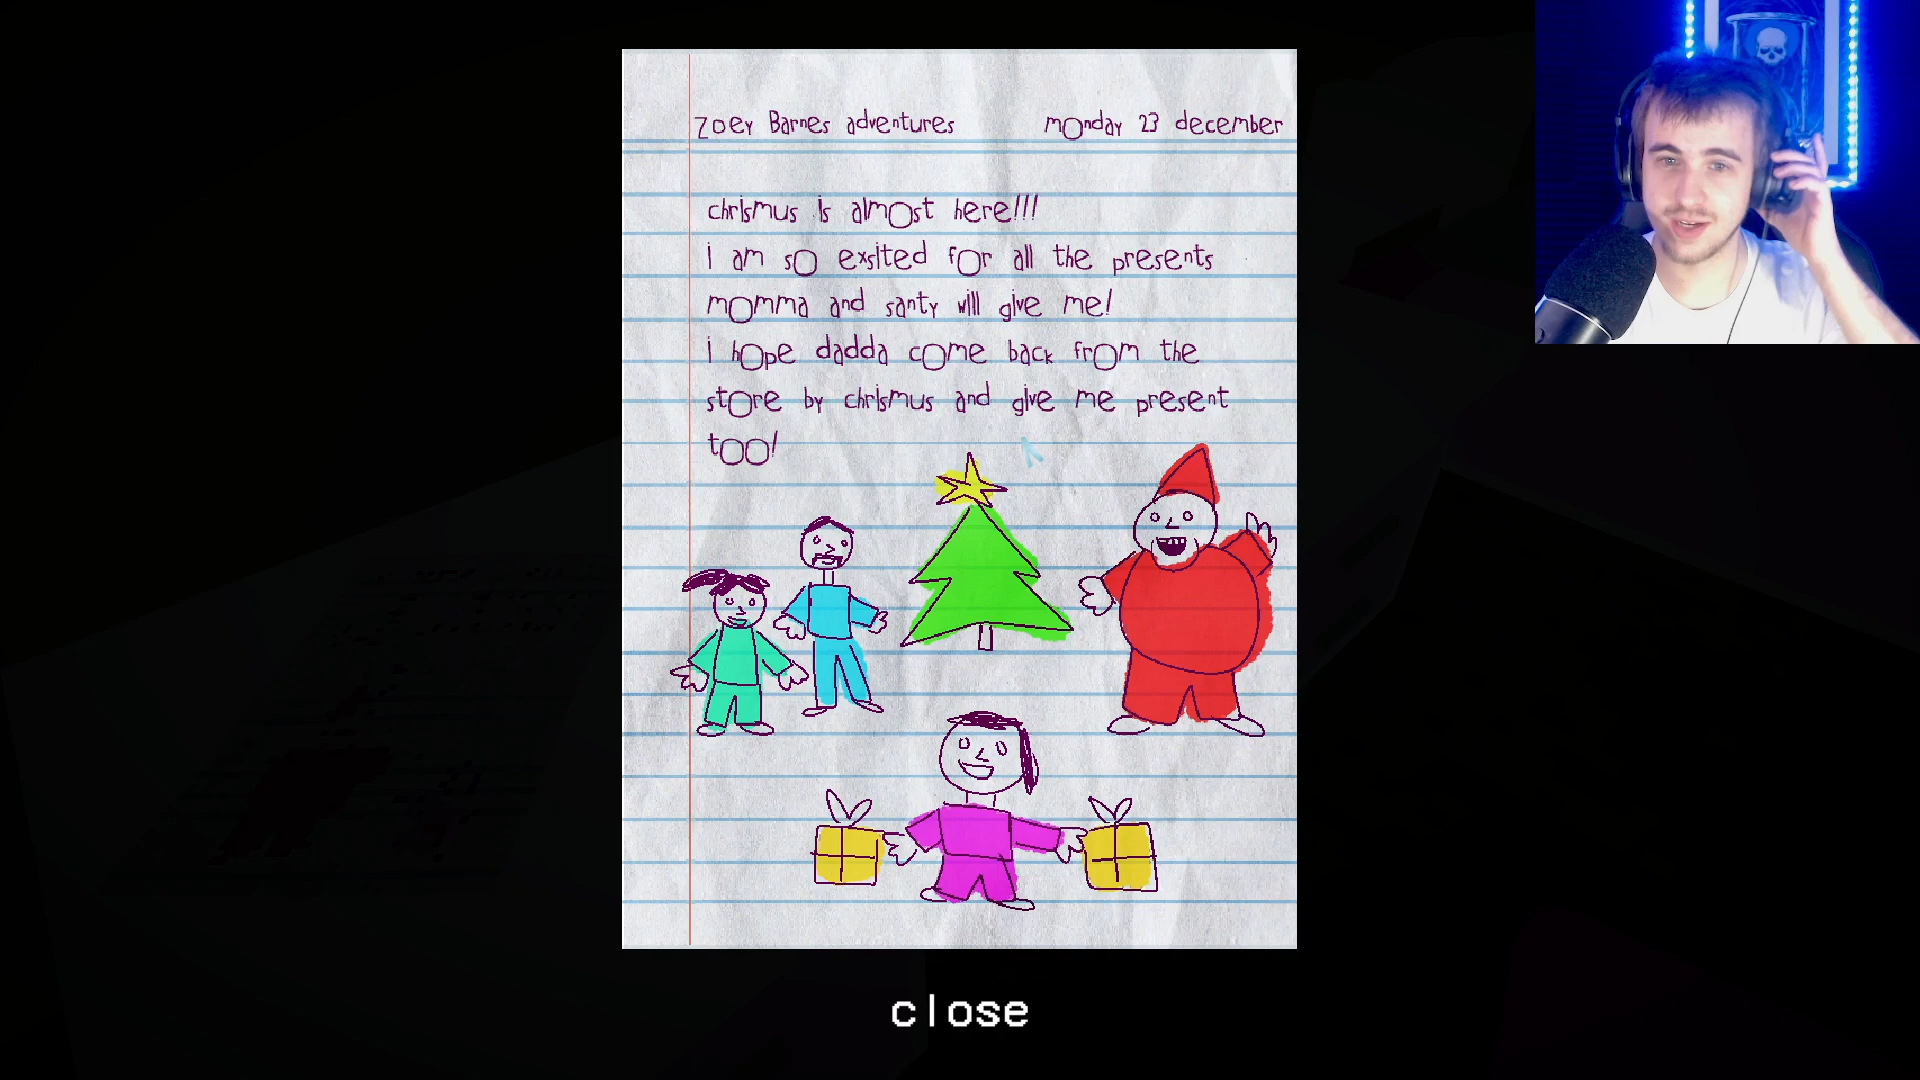 Zoey Barnes adventures monday 23 december
chrismus is almost here!!!
i am so exsited for all the presents
momma and santy will give me!
i hope dadda come back from the
store by chrismus and give me present
too!
close